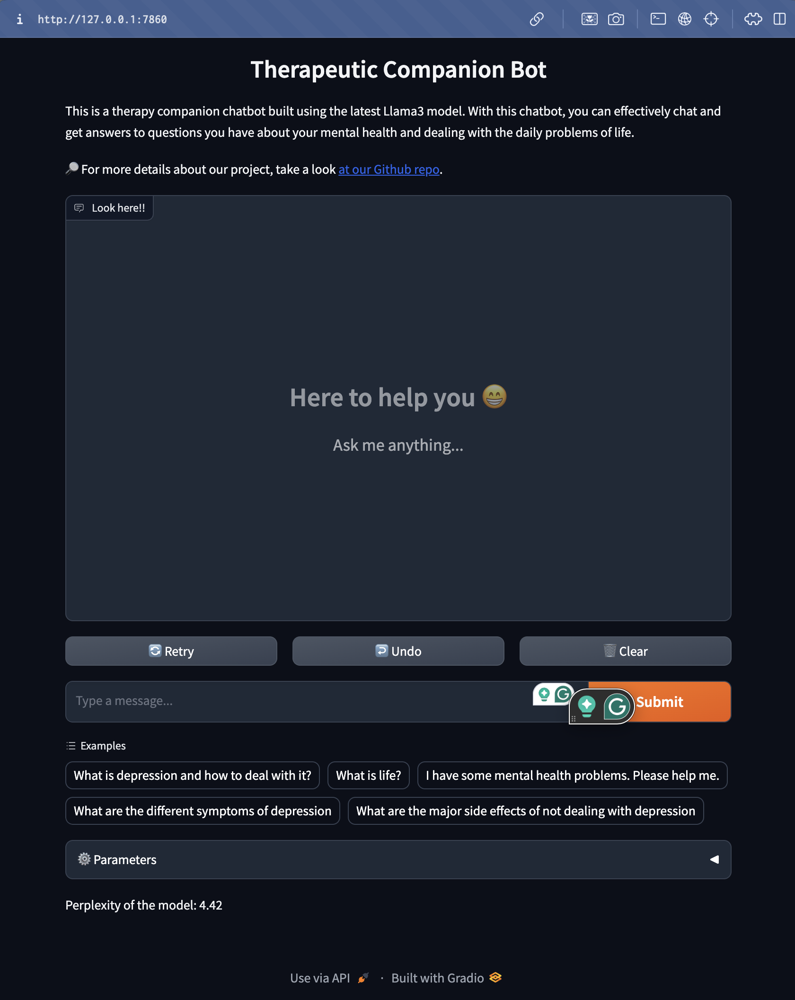 http://127.0.0.1:7860
Therapeutic Companion Bot
This is a therapy companion chatbot built using the latest Llama3 model. With this chatbot, you can effectively chat and
get answers to questions you have about your mental health and dealing with the daily problems of life.
🔎 For more details about our project, take a look at our Github repo.
Look here!!
Here to help you 😁
Ask me anything...
🔄 Retry
↩️ Undo
🗑️ Clear
Type a message...
Submit
Examples
What is depression and how to deal with it?
What is life?
I have some mental health problems. Please help me.
What are the different symptoms of depression
What are the major side effects of not dealing with depression
⚙️ Parameters
Perplexity of the model: 4.42
Use via API · Built with Gradio